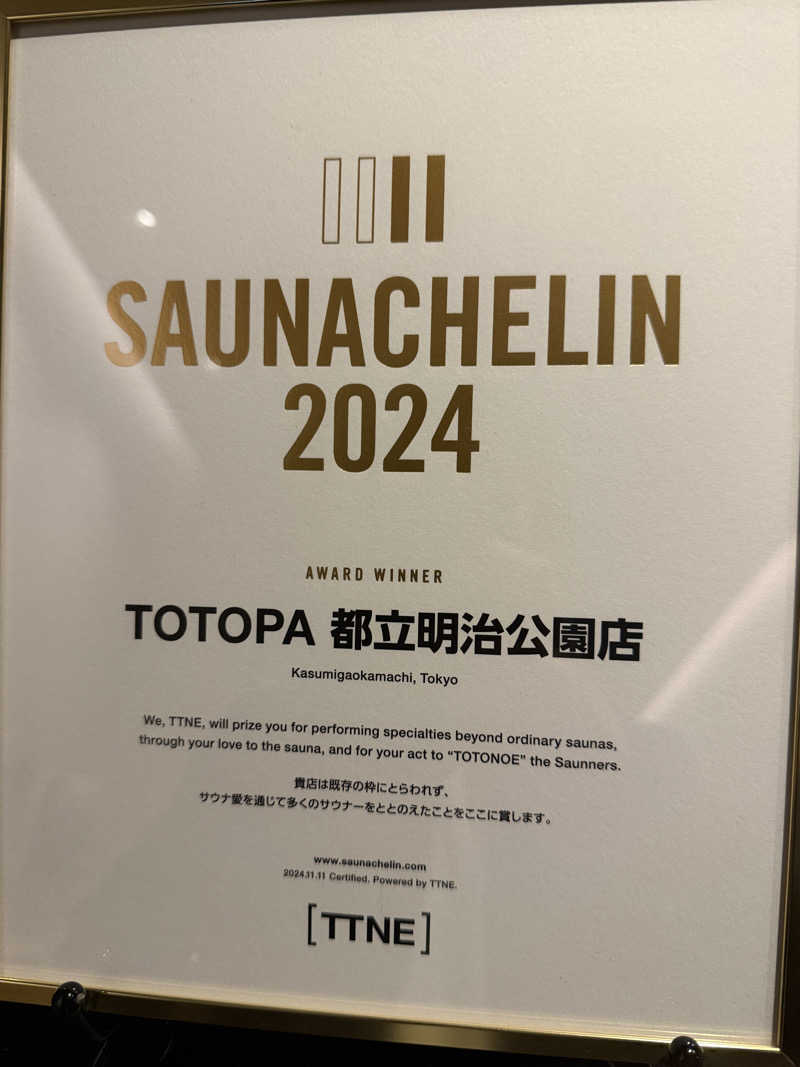 SAUNACHELIN
2024
AWARD WINNER
TOTOPA 都立明治公園店
Kasumigaokamachi, Tokyo
We, TTNE, will prize you for performing specialties beyond ordinary saunas,
through your love to the sauna, and for your act to “TOTONOE” the Saunners.
貴店は既存の枠にとらわれず、
サウナ愛を通じて多くのサウナーをととのえたことをここに賞します。
www.saunachelin.com
2024.11.11 Certified. Powered by TTNE.
[TTNE]